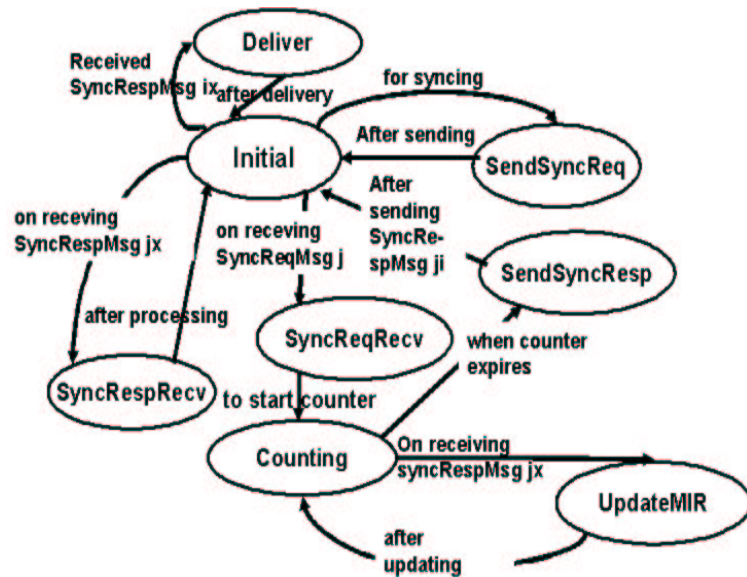 Deliver
Received
SyncRespMsg ix
after delivery
for syncing
After sending
Initial
SendSyncReq
After
sending
SyncRe-
spMsg ji
on receving
SyncRespMsg jx
on receving
SyncReqMsg j
SendSyncResp
after processing
SyncReqRecv
when counter
expires
SyncRespRecv
to start counter
Counting
On receiving
syncRespMsg jx
UpdateMIR
after
updating